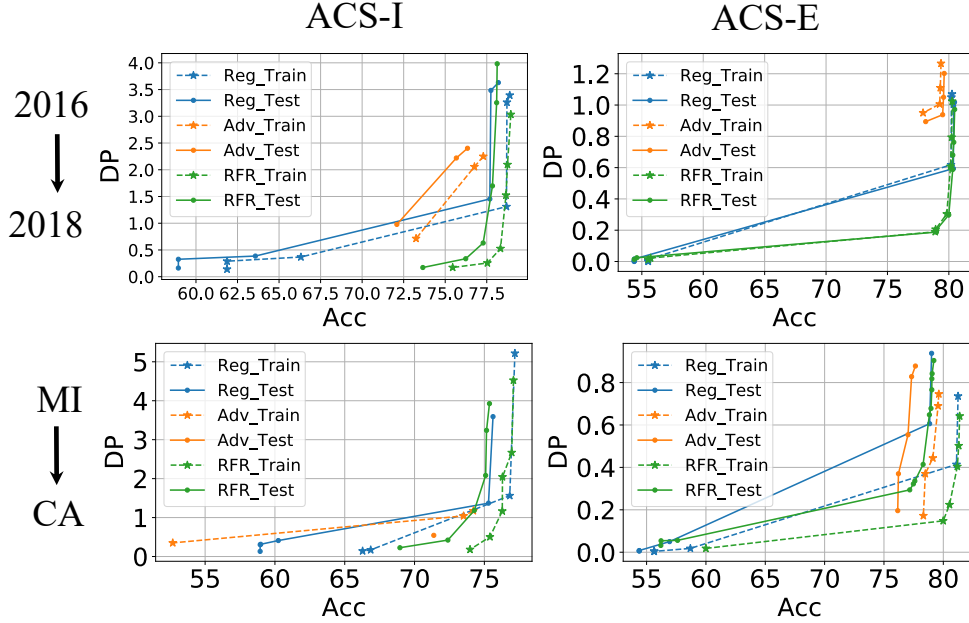 ACS-I
ACS-E
2016
2018
DP
4.0
3.5
3.0
2.5
2.0
1.5
1.0
0.5
0.0
Reg_Train
Reg_Test
Adv_Train
Adv_Test
RFR_Train
RFR_Test
60.0 62.5 65.0 67.5 70.0 72.5 75.0 77.5
Acc
DP
1.2
1.0
0.8
0.6
0.4
0.2
0.0
Reg_Train
Reg_Test
Adv_Train
Adv_Test
RFR_Train
RFR_Test
55 60 65 70 75 80
Acc
MI
CA
DP
5
4
3
2
1
0
Reg_Train
Reg_Test
Adv_Train
Adv_Test
RFR_Train
RFR_Test
55 60 65 70 75
Acc
DP
0.8
0.6
0.4
0.2
0.0
Reg_Train
Reg_Test
Adv_Train
Adv_Test
RFR_Train
RFR_Test
55 60 65 70 75 80
Acc